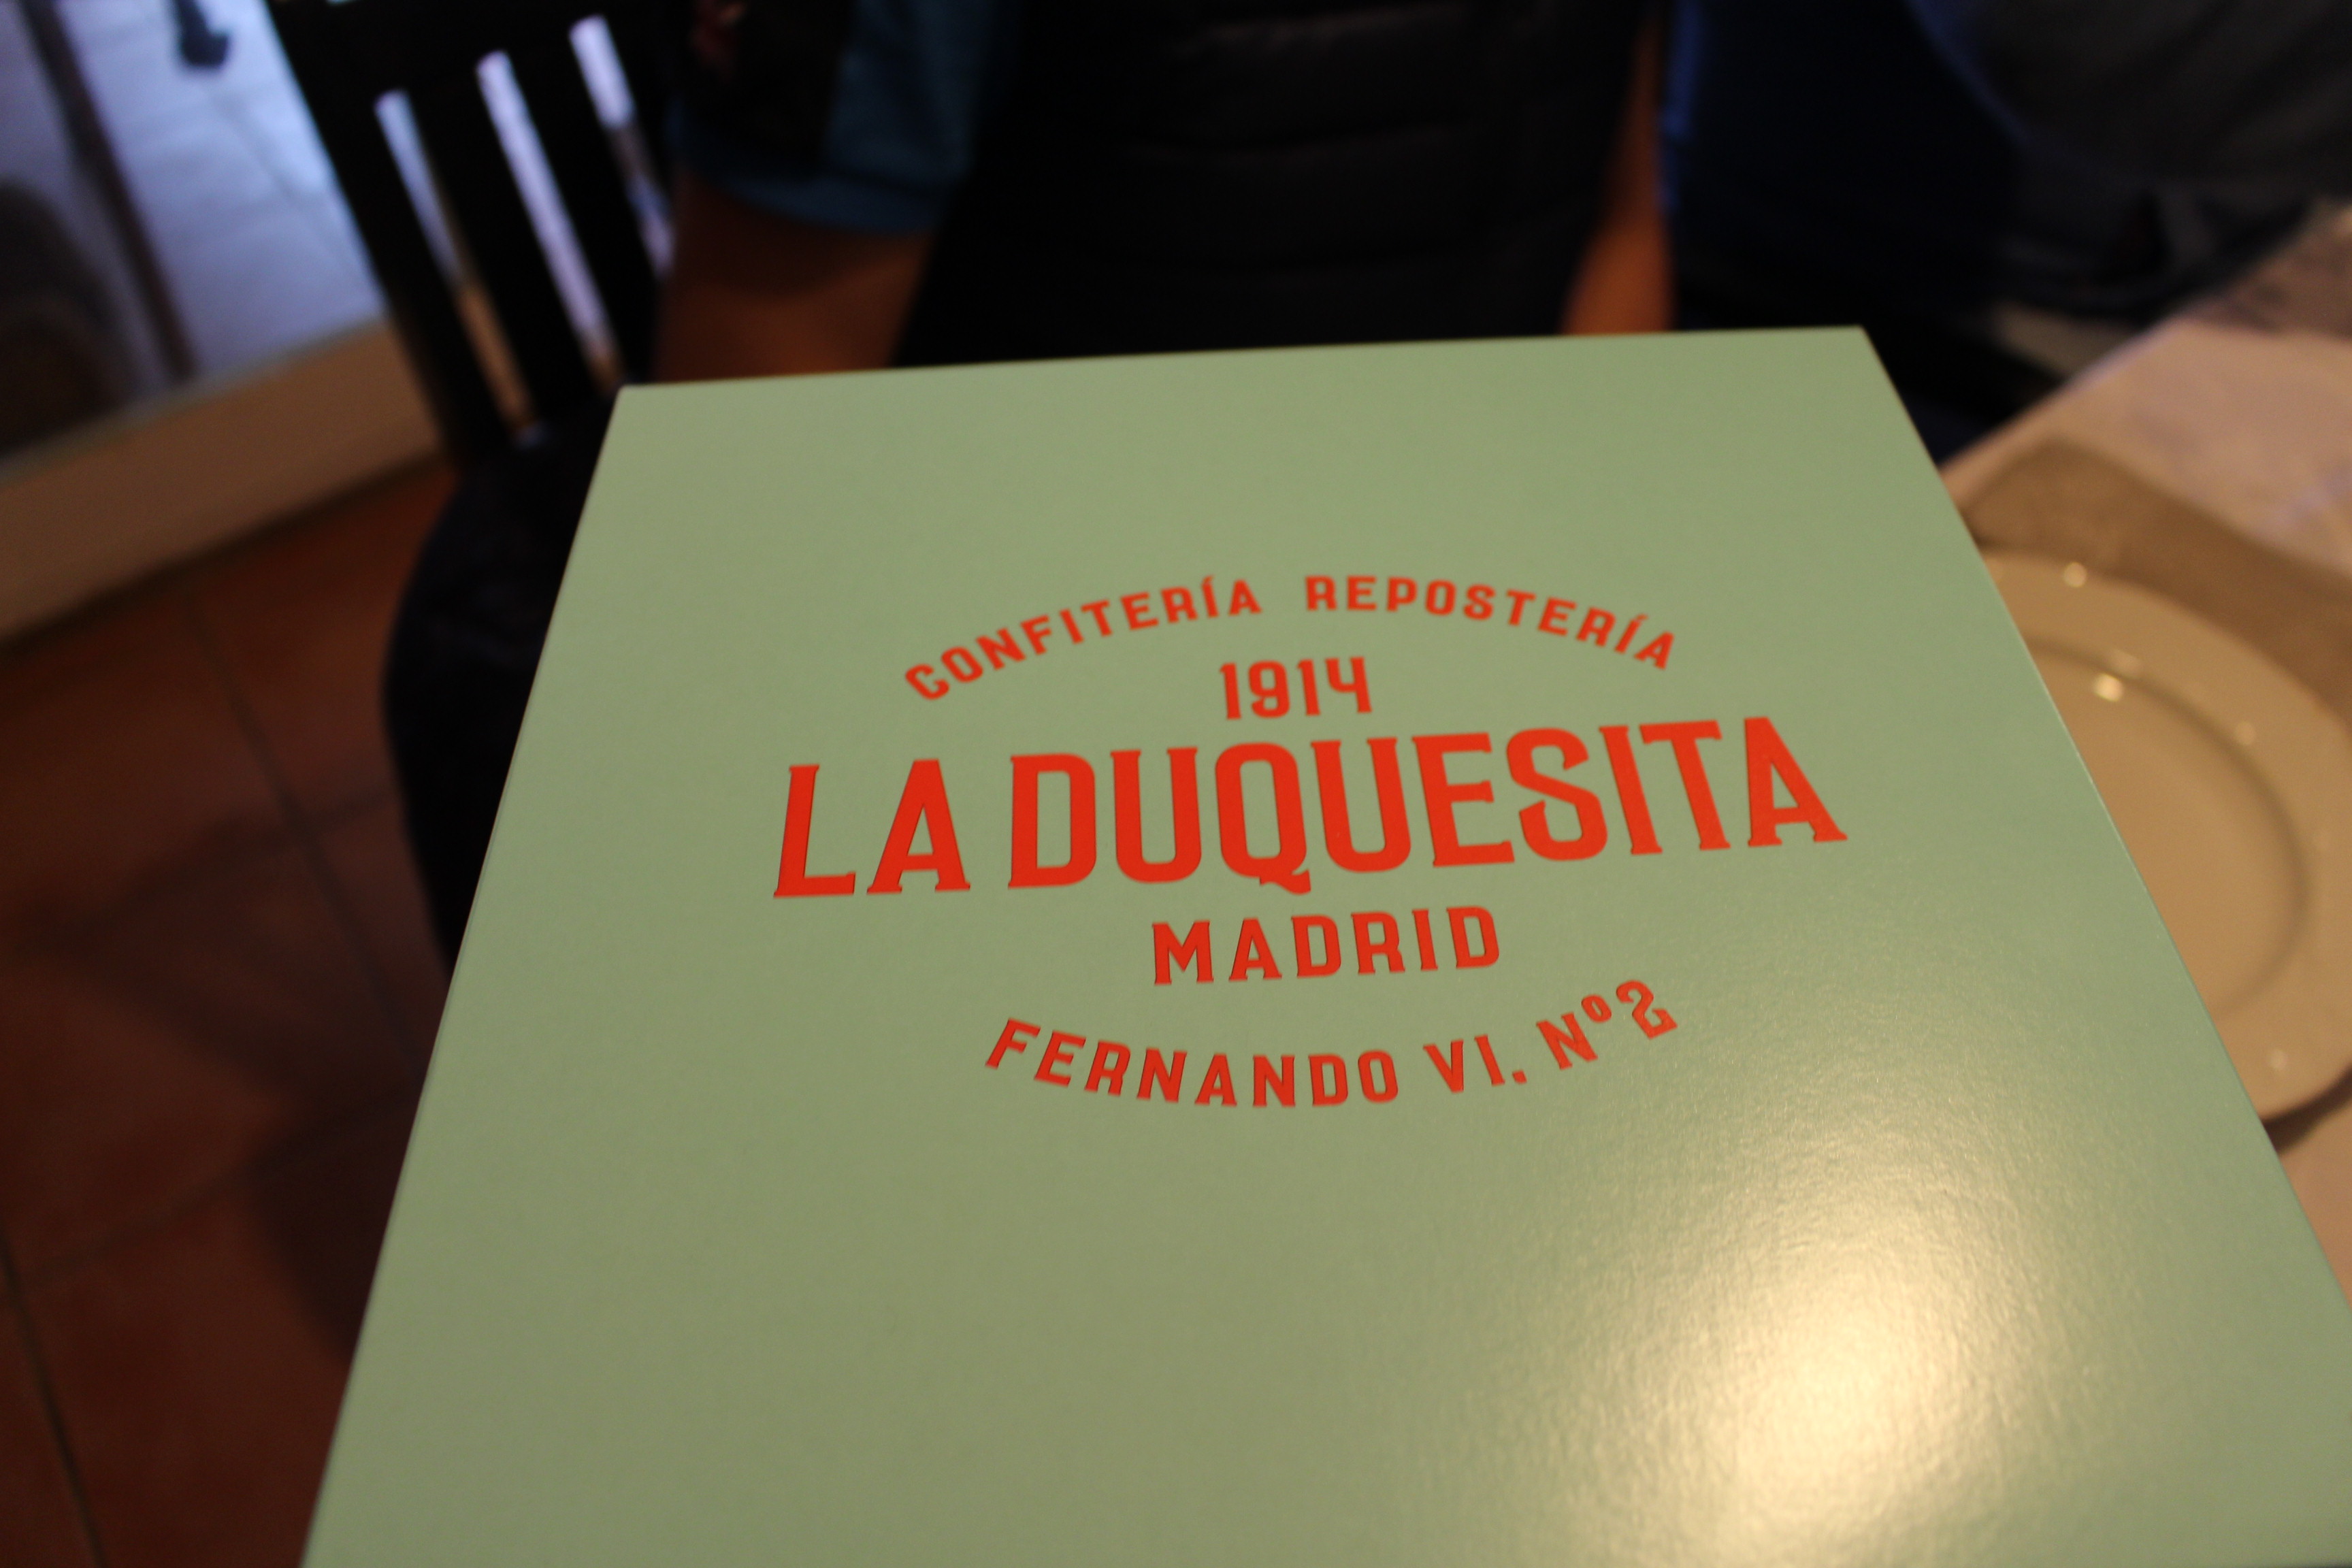 CONFITERÍA REPOSTERÍA
1914
LA DUQUESITA
MADRID
FERNANDO VI. Nº2